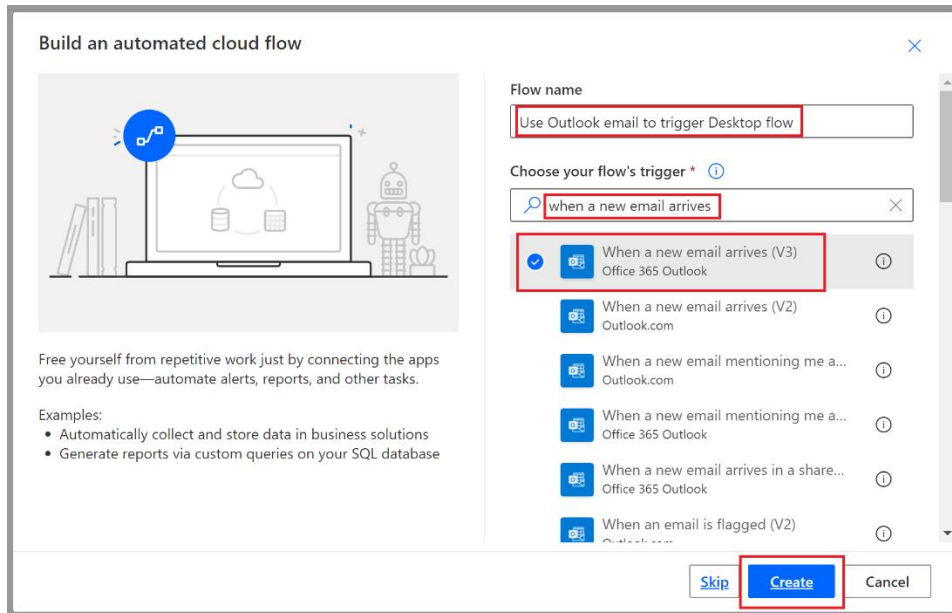 Build an automated cloud flow
Free yourself from repetitive work just by connecting the apps
you already use—automate alerts, reports, and other tasks.
Examples:
• Automatically collect and store data in business solutions
• Generate reports via custom queries on your SQL database
Flow name
Use Outlook email to trigger Desktop flow
Choose your flow's trigger *
when a new email arrives
When a new email arrives (V3)
Office 365 Outlook
When a new email arrives (V2)
Outlook.com
When a new email mentioning me a...
Outlook.com
When a new email mentioning me a...
Office 365 Outlook
When a new email arrives in a share...
Office 365 Outlook
When an email is flagged (V2)
Skip
Create
Cancel